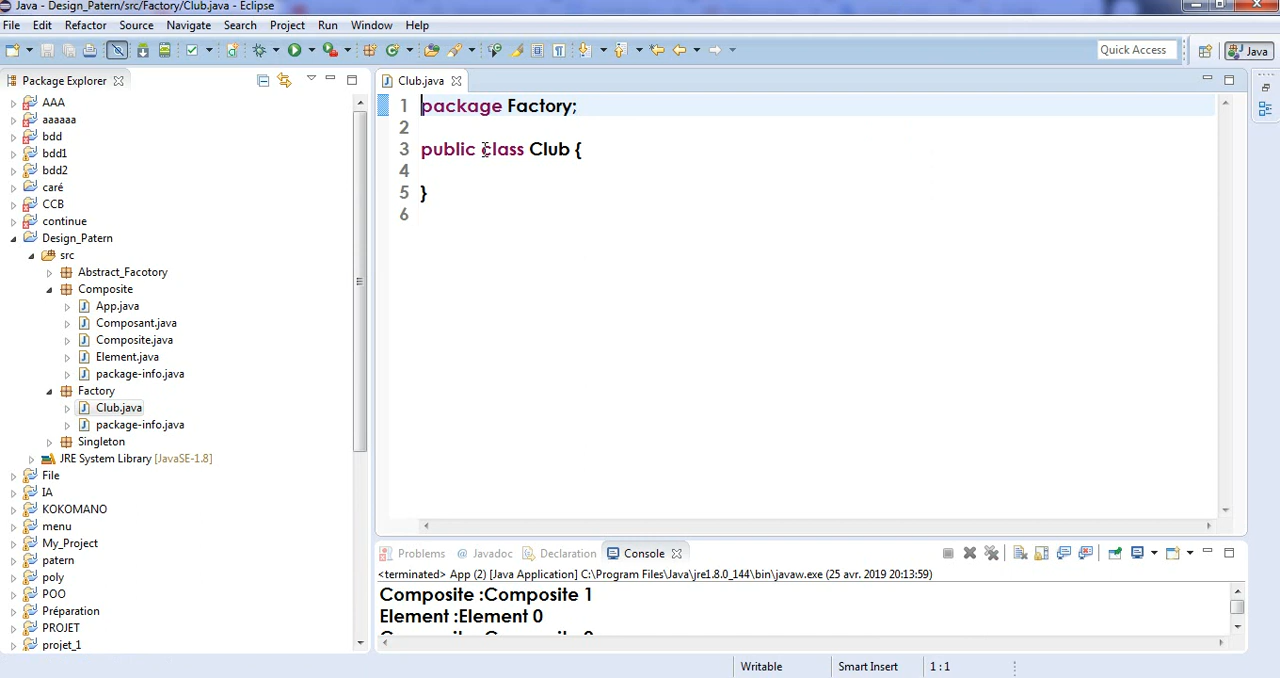 Java - Design_Patern/src/Factory/Club.java - Eclipse
File Edit Refactor Source Navigate Search Project Run Window Help
Quick Access
Java
Package Explorer
AAA
aaaaaa
bdd
bdd1
bdd2
caré
CCB
continue
Design_Patern
src
Abstract_Facotory
Composite
App.java
Composant.java
Composite.java
Element.java
package-info.java
Factory
Club.java
package-info.java
Singleton
JRE System Library [JavaSE-1.8]
File
IA
KOKOMANO
menu
My_Project
patern
poly
POO
Préparation
PROJET
projet_1
Club.java
1 package Factory;
2
3 public class Club {
4
5 }
6
Problems Javadoc Declaration Console
<terminated> App (2) [Java Application] C:\Program Files\Java\jre1.8.0_144\bin\javaw.exe (25 avr. 2019 20:13:59)
Composite :Composite 1
Element :Element 0
Writable Smart Insert 1 : 1